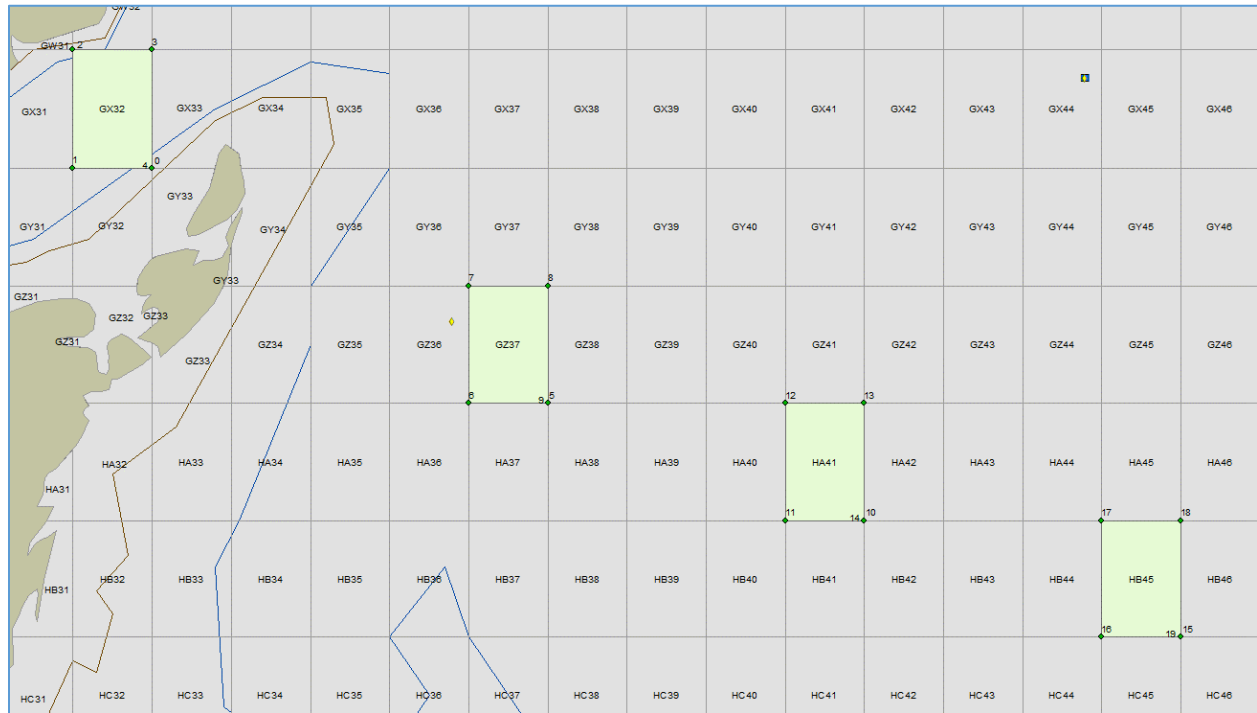 GW32
GW31 2 3
GX31 GX32 GX33 GX34 GX35 GX36 GX37 GX38 GX39 GX40 GX41 GX42 GX43 GX44 GX45 GX46
1 4 0
GY33
GY31 GY32 GY34 GY35 GY36 GY37 GY38 GY39 GY40 GY41 GY42 GY43 GY44 GY45 GY46
GY33 7 8
GZ31
GZ32 GZ33
GZ31 GZ33 GZ34 GZ35 GZ36 GZ37 GZ38 GZ39 GZ40 GZ41 GZ42 GZ43 GZ44 GZ45 GZ46
6 9 5 12 13
HA32 HA33 HA34 HA35 HA36 HA37 HA38 HA39 HA40 HA41 HA42 HA43 HA44 HA45 HA46
HA31
11 14 10 17 18
HB31 HB32 HB33 HB34 HB35 HB36 HB37 HB38 HB39 HB40 HB41 HB42 HB43 HB44 HB45 HB46
16 19 15
HC31 HC32 HC33 HC34 HC35 HC36 HC37 HC38 HC39 HC40 HC41 HC42 HC43 HC44 HC45 HC46